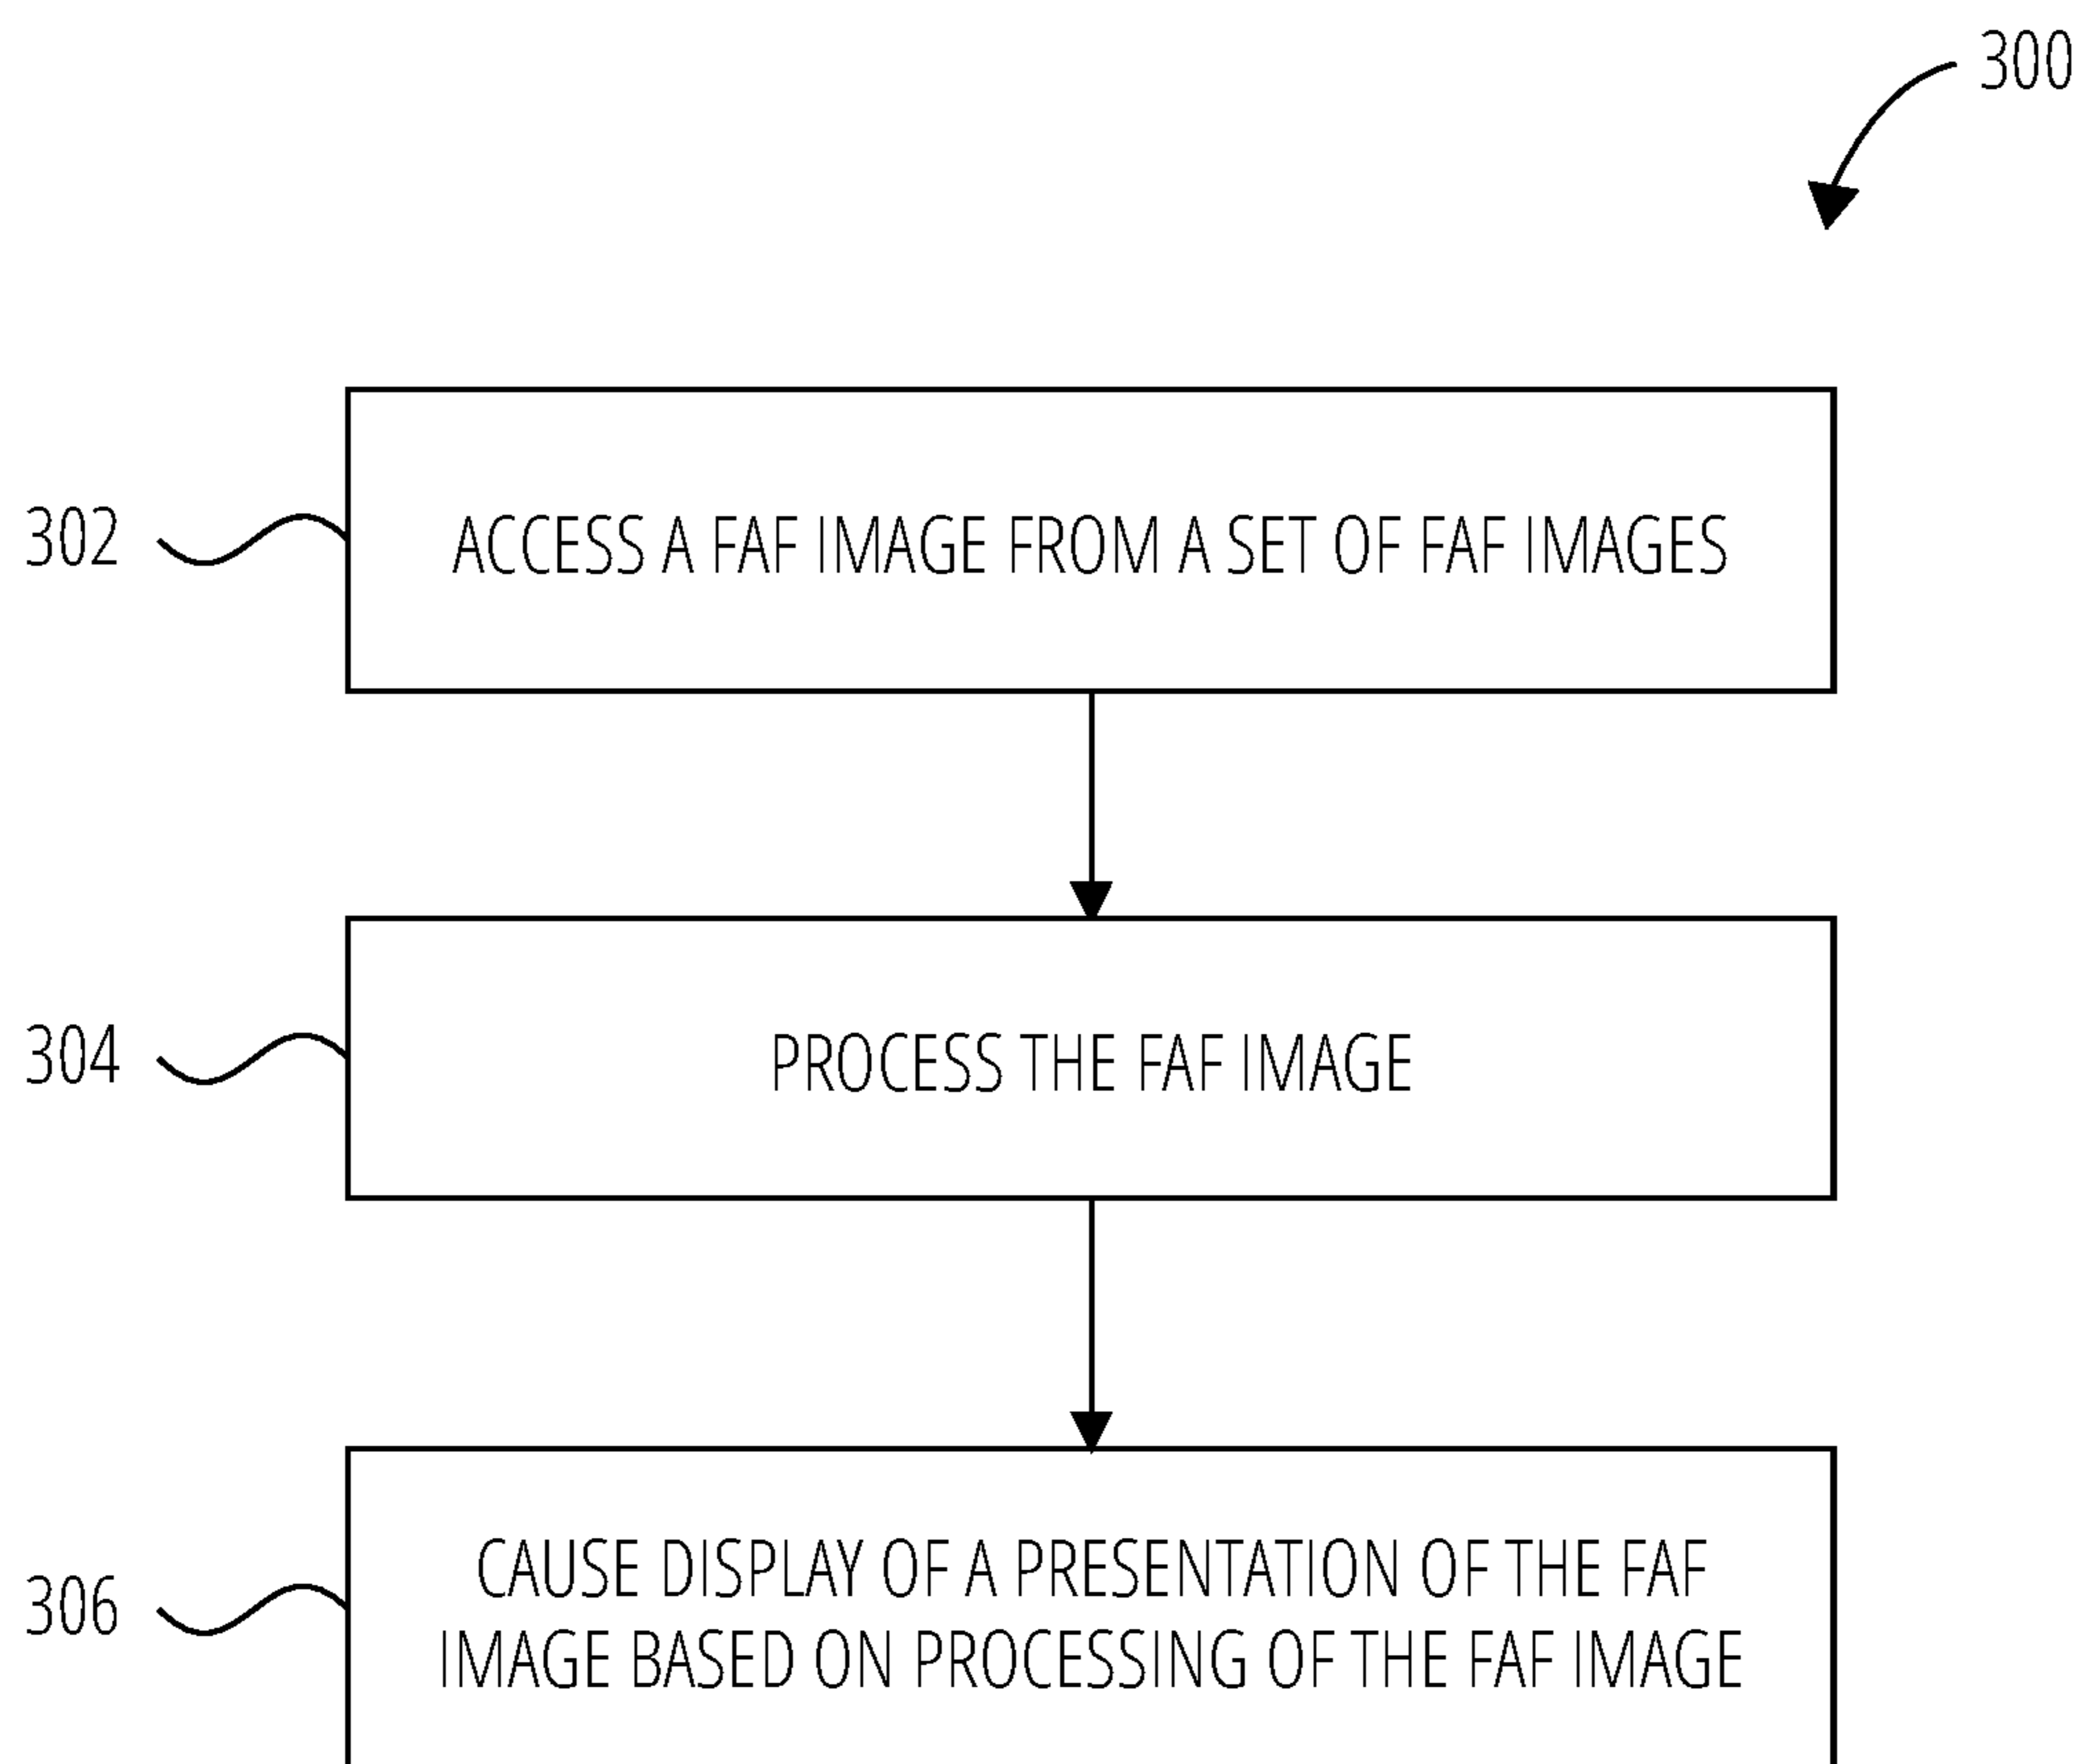 300
302
ACCESS A FAF IMAGE FROM A SET OF FAF IMAGES
304
PROCESS THE FAF IMAGE
306
CAUSE DISPLAY OF A PRESENTATION OF THE FAF
IMAGE BASED ON PROCESSING OF THE FAF IMAGE